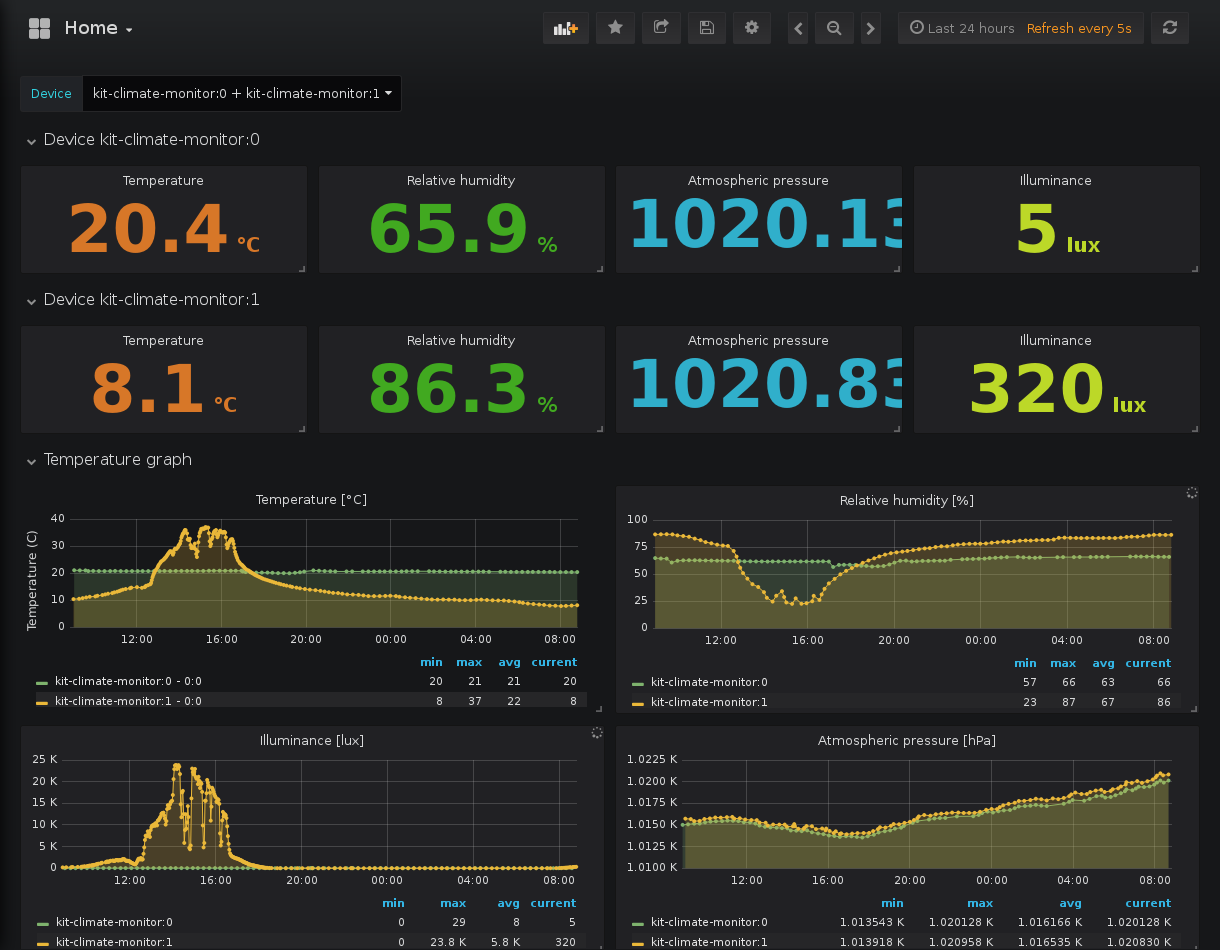 Home
Last 24 hours Refresh every 5s
Device kit-climate-monitor:0 + kit-climate-monitor:1
Device kit-climate-monitor:0
Temperature Relative humidity Atmospheric pressure Illuminance
20.4 °C 65.9 % 1020.13 5 lux
Device kit-climate-monitor:1
Temperature Relative humidity Atmospheric pressure Illuminance
8.1 °C 86.3 % 1020.83 320 lux
Temperature graph
Temperature [°C]
Temperature (C)
40
30
20
10
0
12:00 16:00 20:00 00:00 04:00 08:00
min max avg current
kit-climate-monitor:0 - 0:0 20 21 21 20
kit-climate-monitor:1 - 0:0 8 37 22 8
Relative humidity [%]
100
75
50
25
0
12:00 16:00 20:00 00:00 04:00 08:00
min max avg current
kit-climate-monitor:0 57 66 63 66
kit-climate-monitor:1 23 87 67 86
Illuminance [lux]
25 K
20 K
15 K
10 K
5 K
0
12:00 16:00 20:00 00:00 04:00 08:00
min max avg current
kit-climate-monitor:0 0 29 8 5
kit-climate-monitor:1 0 23.8 K 5.8 K 320
Atmospheric pressure [hPa]
1.0225 K
1.0200 K
1.0175 K
1.0150 K
1.0125 K
1.0100 K
12:00 16:00 20:00 00:00 04:00 08:00
min max avg current
kit-climate-monitor:0 1.013543 K 1.020128 K 1.016166 K 1.020128 K
kit-climate-monitor:1 1.013918 K 1.020958 K 1.016535 K 1.020830 K